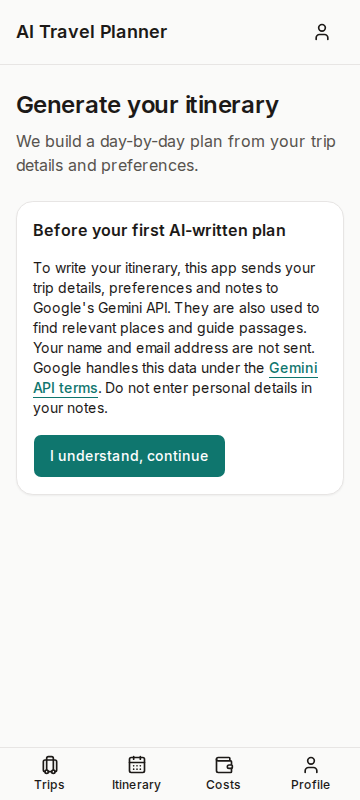 AI Travel Planner
Generate your itinerary
We build a day-by-day plan from your trip
details and preferences.
Before your first AI-written plan
To write your itinerary, this app sends your
trip details, preferences and notes to
Google's Gemini API. They are also used to
find relevant places and guide passages.
Your name and email address are not sent.
Google handles this data under the Gemini
API terms. Do not enter personal details in
your notes.
I understand, continue
Trips
Itinerary
Costs
Profile